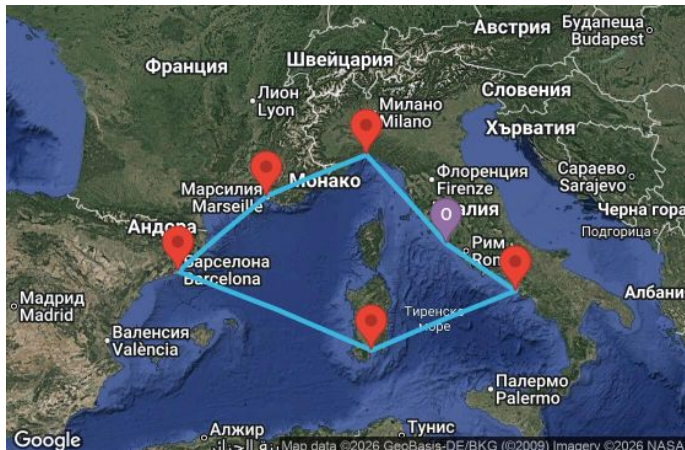 Австрия
Будапеща
Budapest
Швейцария
Франция
Лион
Lyon
Словения
Милано
Milano
Хърватия
Монако
Флоренция
Firenze
Сараево
Sarajevo
Марсилия
Marseille
Черна гора
Андора
О
Рим
Подгорица
Барселона
Barcelona
Албани
Мадрид
Madrid
Тиренско
море
Валенсия
València
Палермо
Palermo
Алжир
Тунис
Google
Map data ©2026 GeoBasis-DE/BKG (©2009) Imagery ©2026 NASA